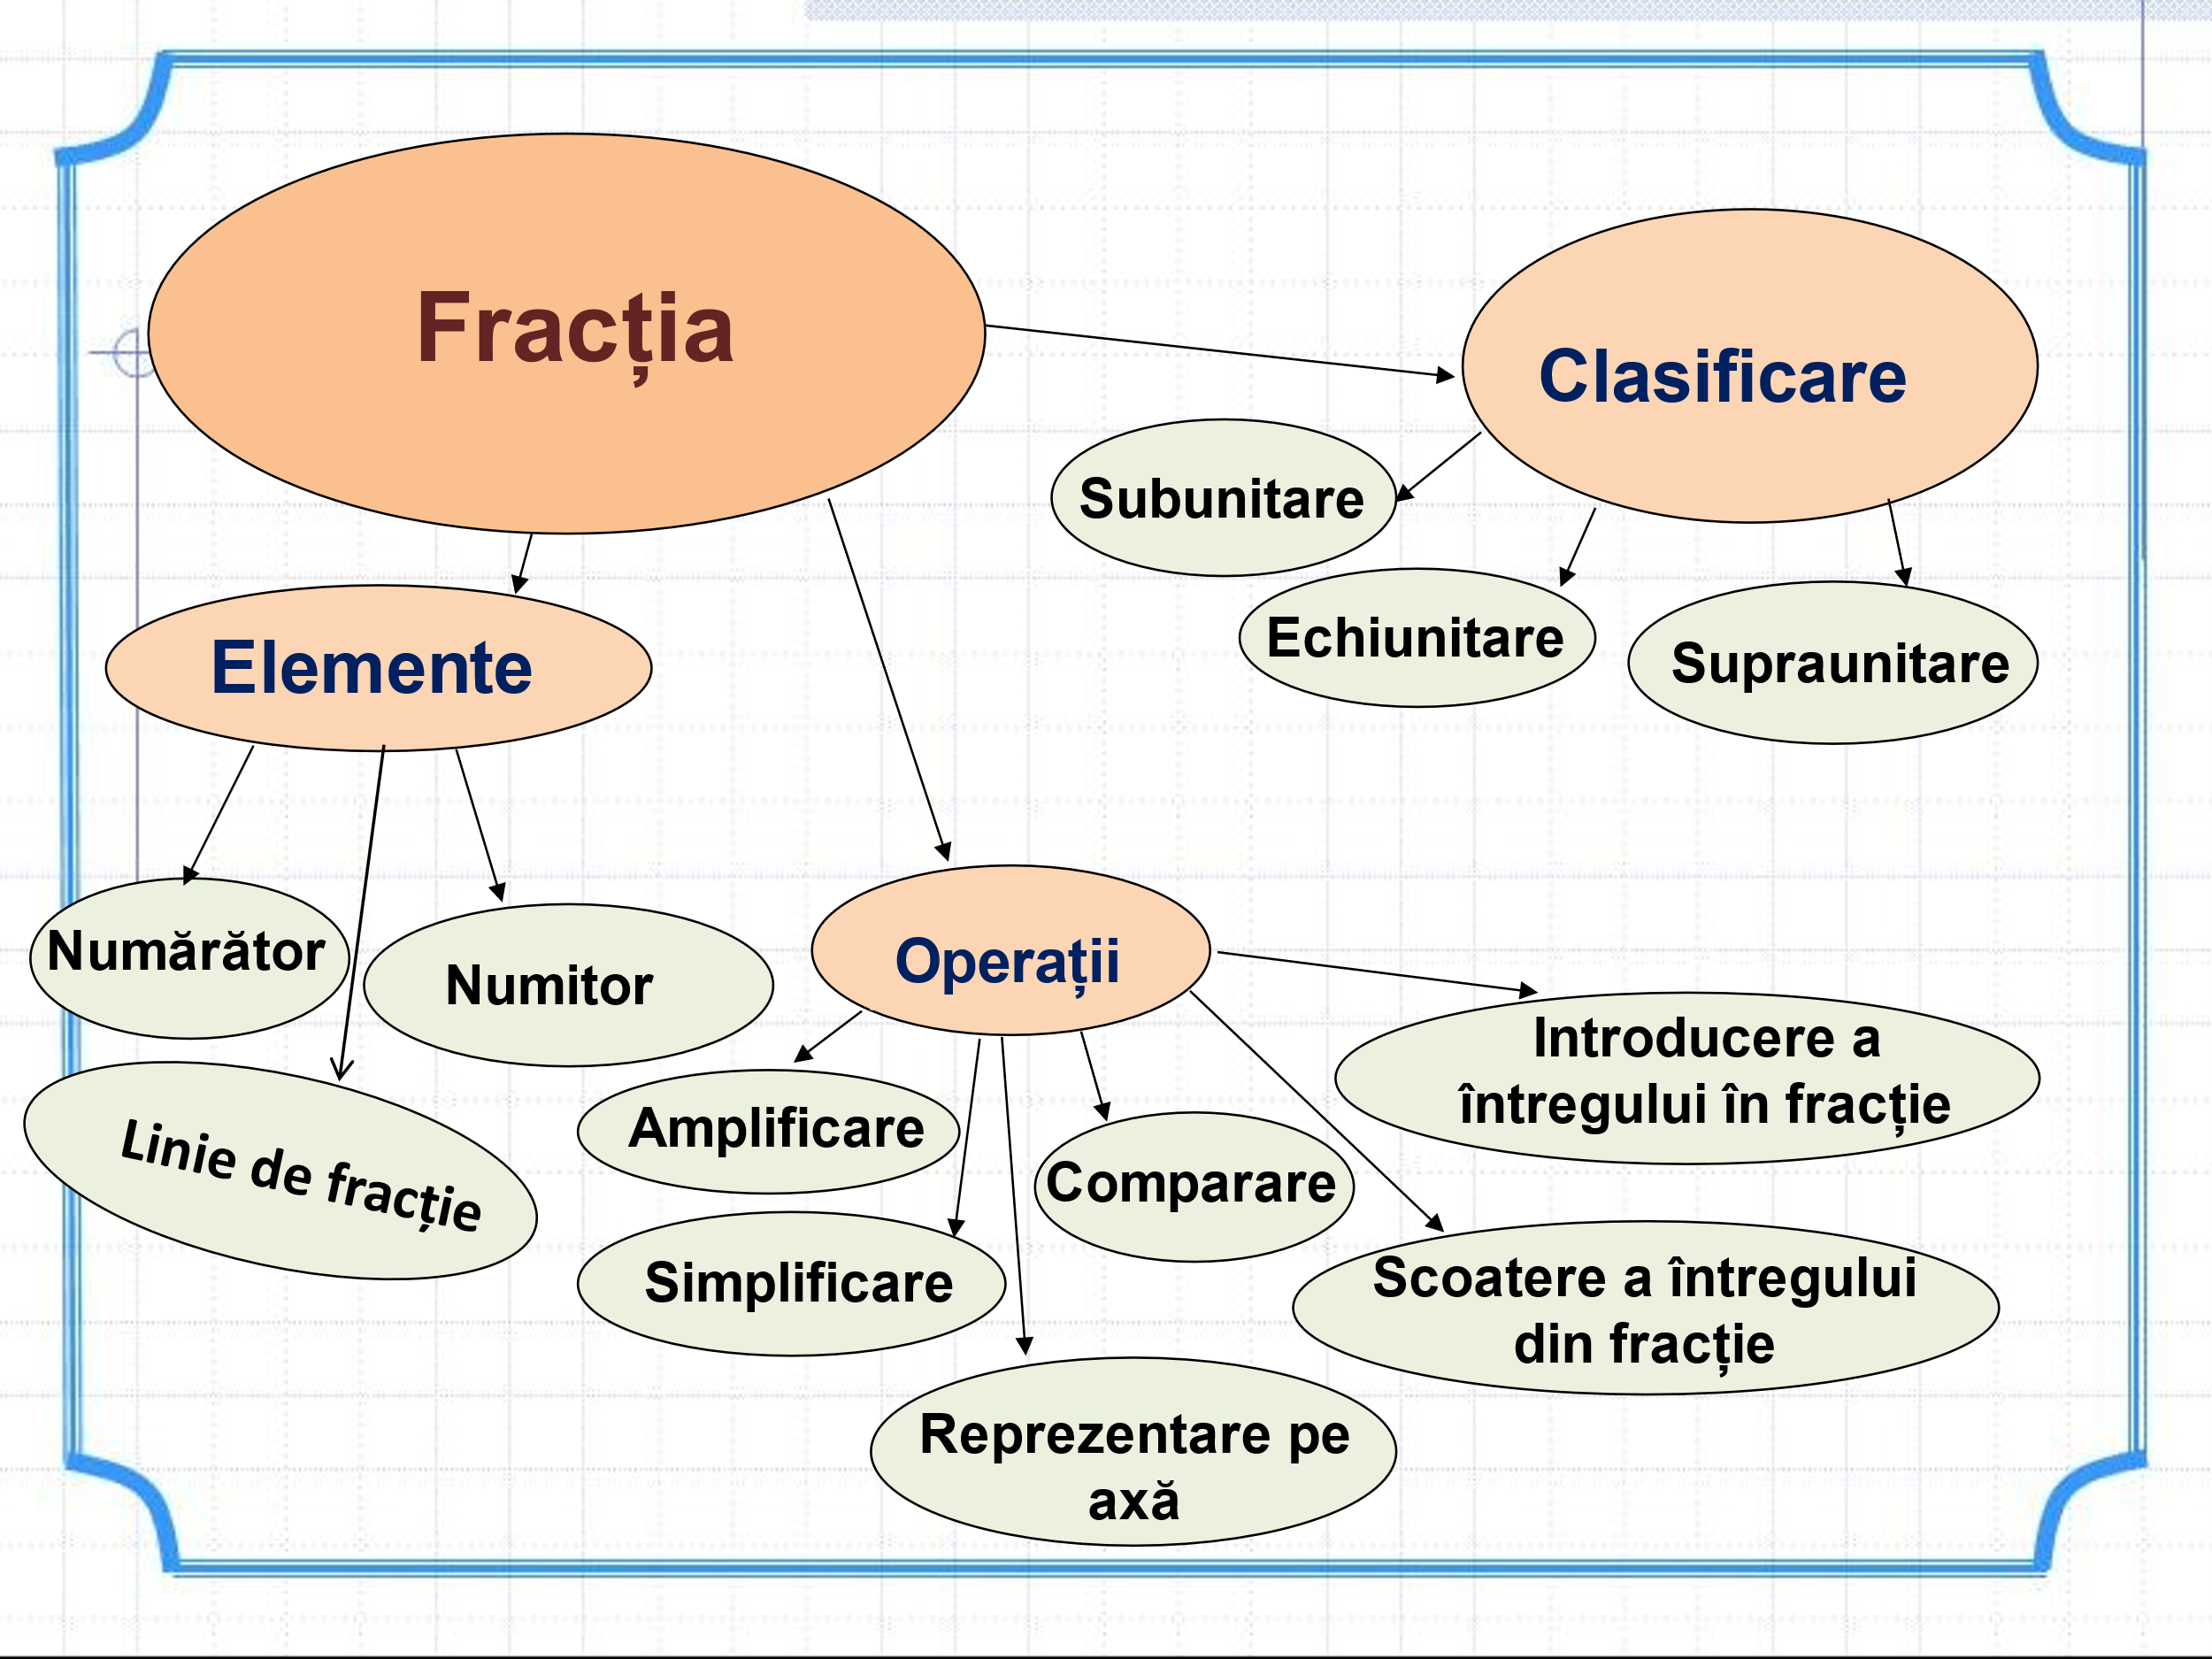 Fracția
Clasificare
Subunitare
Echiunitare
Supraunitare
Elemente
Numărător
Numitor
Linie de fracție
Operații
Amplificare
Simplificare
Reprezentare pe
axă
Comparare
Introducere a
întregului în fracție
Scoatere a întregului
din fracție